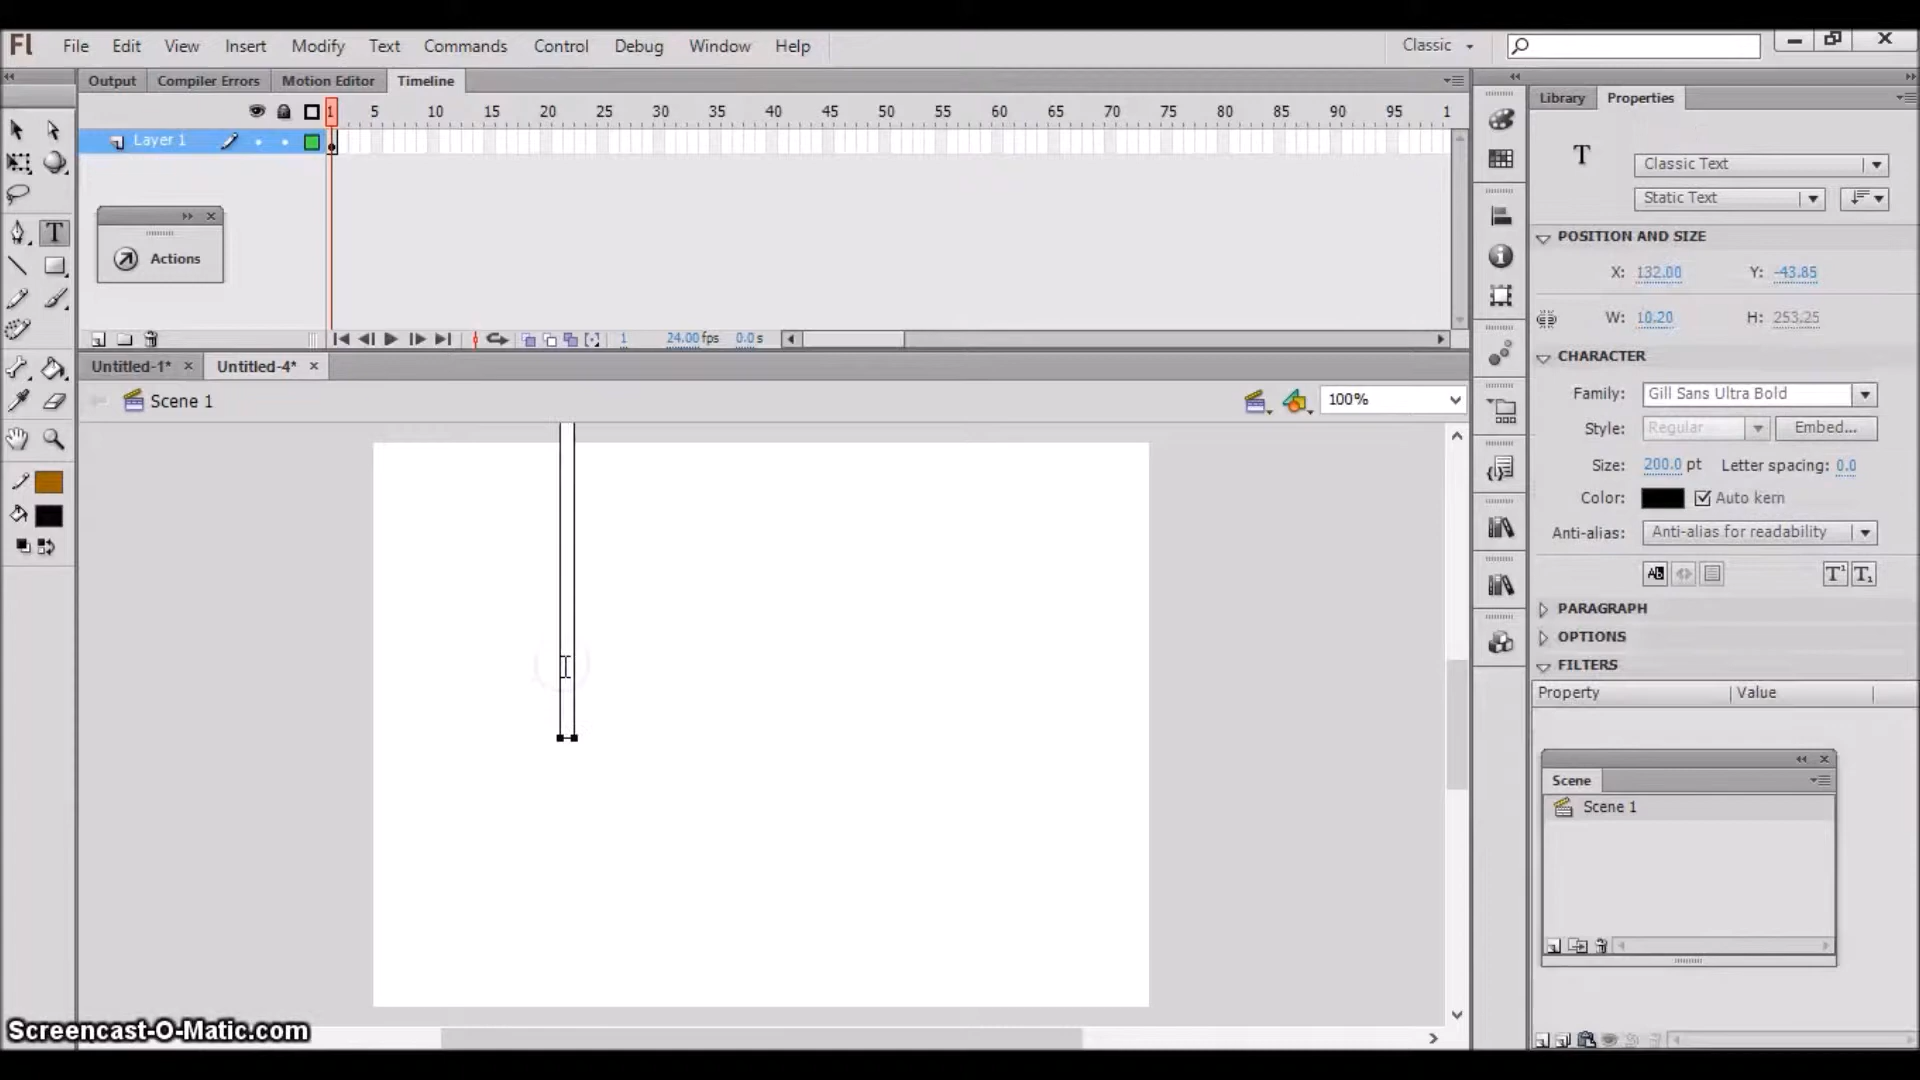 Fl File Edit View Insert Modify Text Commands Control Debug Window Help Classic
Output Compiler Errors Motion Editor Timeline
1 5 10 15 20 25 30 35 40 45 50 55 60 65 70 75 80 85 90 95 1
Layer 1
Actions
1 24.00 fps 0.0 s
Untitled-1* Untitled-4*
Scene 1 100%
Library Properties
T Classic Text
Static Text
POSITION AND SIZE
X: 132.00 Y: -43.85
W: 10.20 H: 253.25
CHARACTER
Family: Gill Sans Ultra Bold
Style: Regular Embed...
Size: 200.0 pt Letter spacing: 0.0
Color: Auto kern
Anti-alias: Anti-alias for readability
PARAGRAPH
OPTIONS
FILTERS
Property Value
Scene
Scene 1
Screencast-O-Matic.com